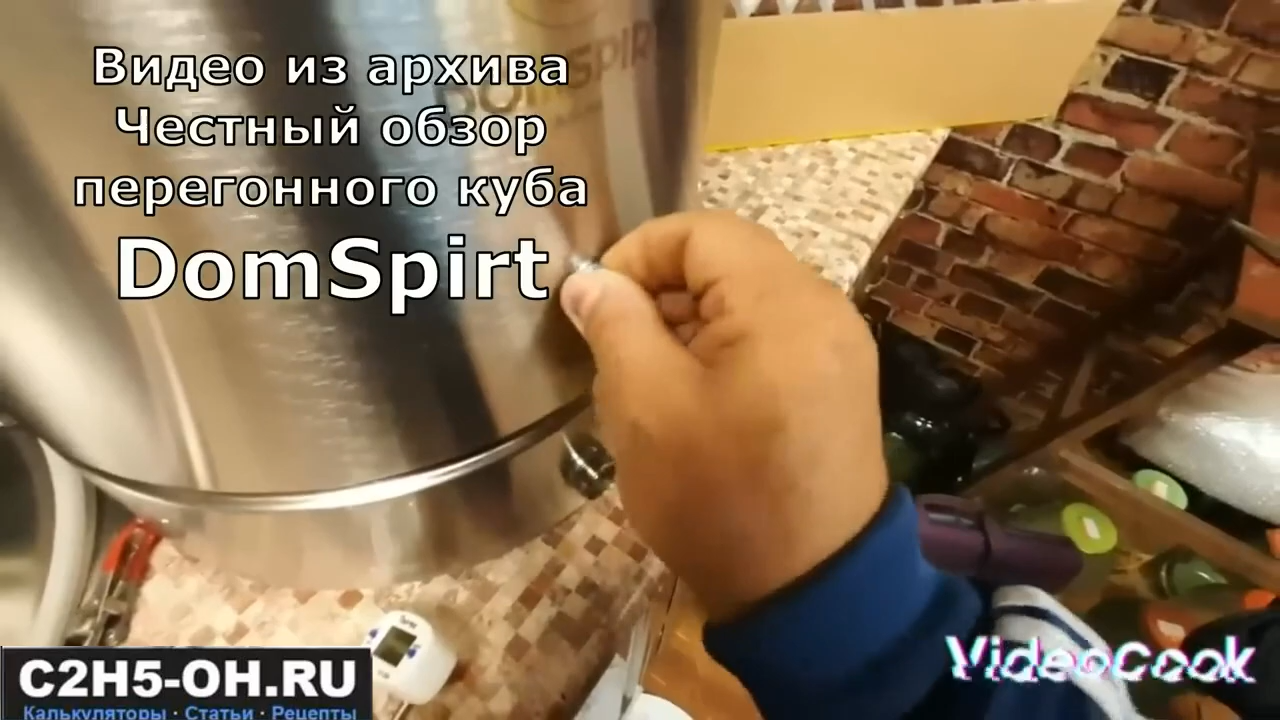 Видео из архива
Честный обзор
перегонного куба
DomSpirt
C2H5-OH.RU
Калькуляторы · Статьи · Рецепты
VideoCook